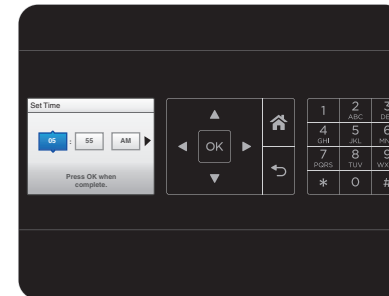 Set Time
05 : 55 AM
Press OK when
complete.
OK
1
2
ABC
3
4
GHI
5
JKL
6
7
PQRS
8
TUV
9
*
0
#